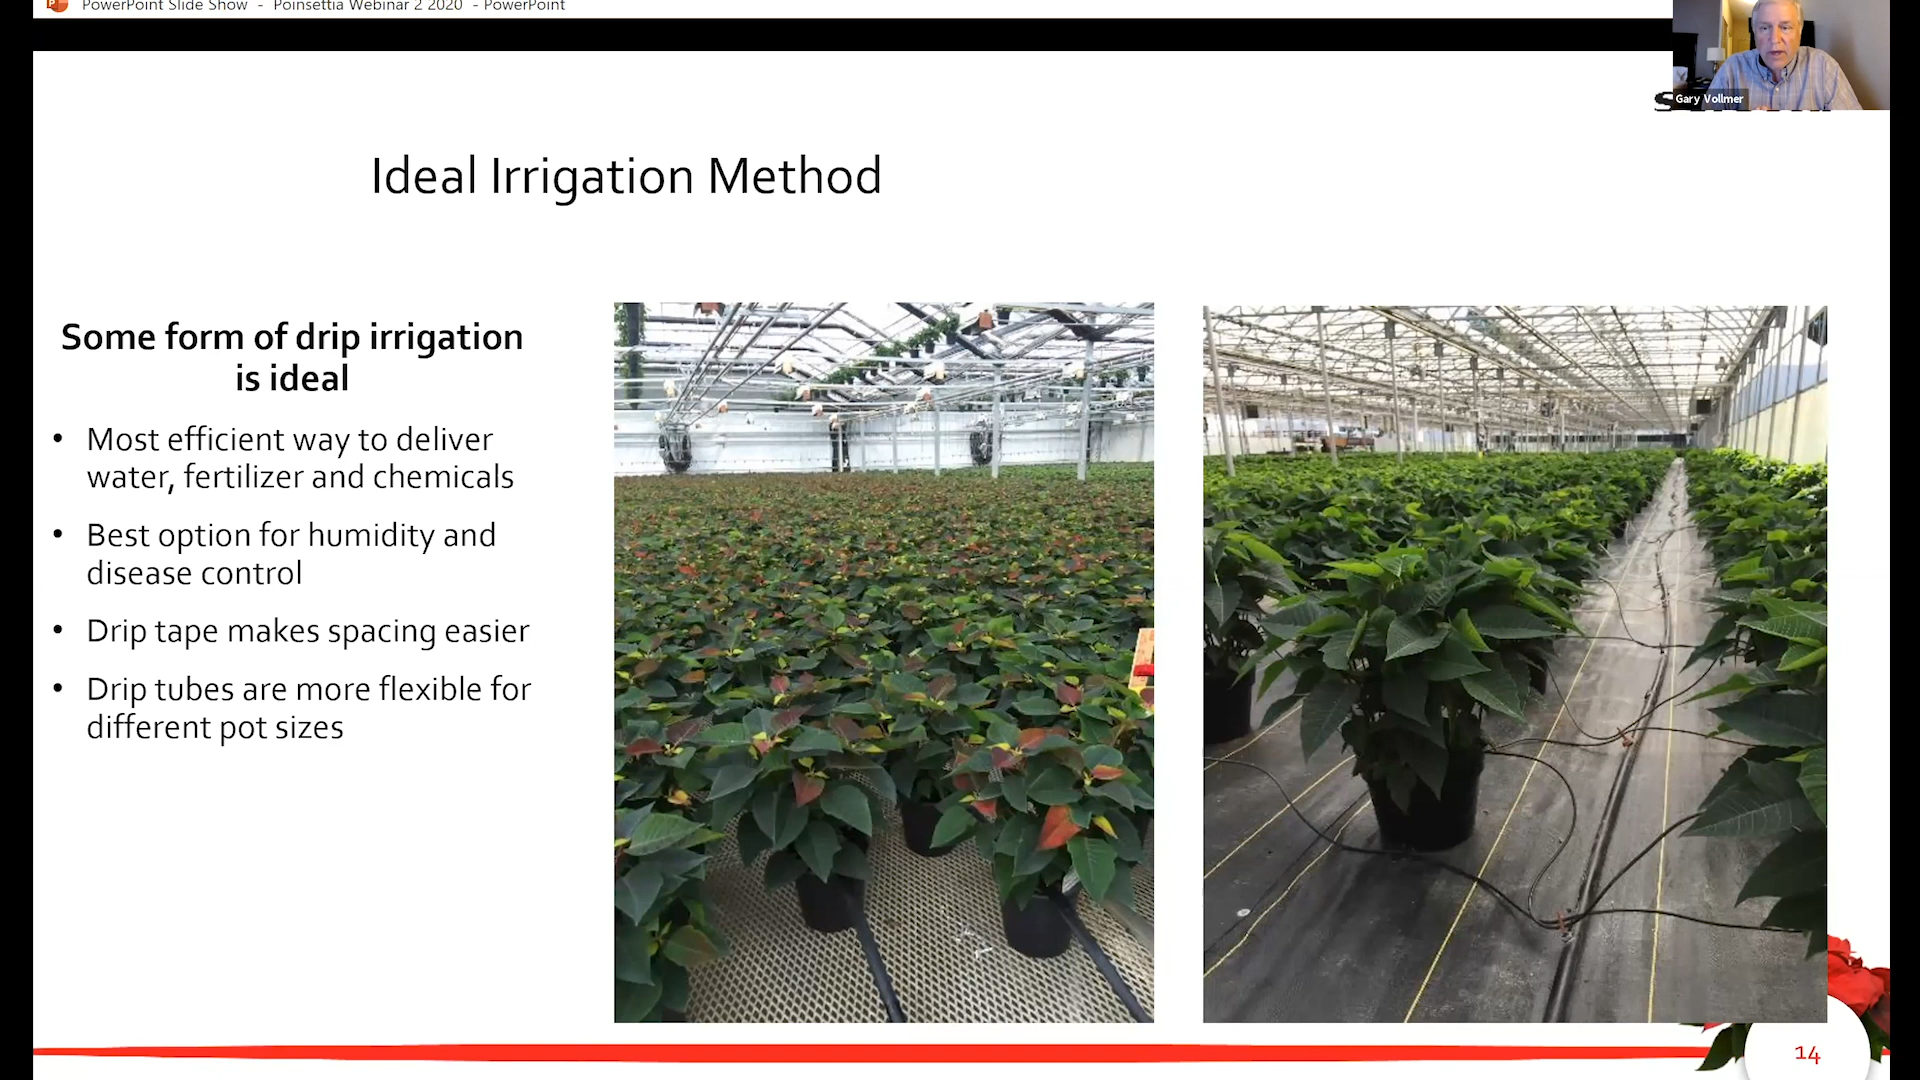 PowerPoint Slide Show - Poinsettia Webinar 2 2020 - PowerPoint
Gary Vollmer
Ideal Irrigation Method
Some form of drip irrigation
is ideal
• Most efficient way to deliver
water, fertilizer and chemicals
• Best option for humidity and
disease control
• Drip tape makes spacing easier
• Drip tubes are more flexible for
different pot sizes
14